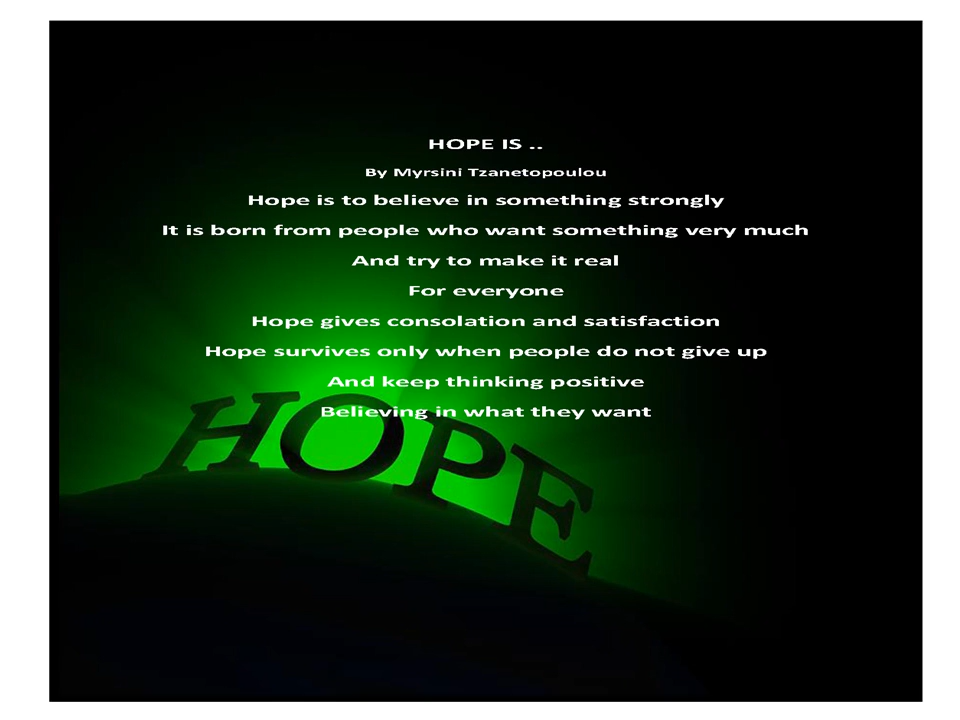 HOPE IS ..
By Myrsini Tzanetopoulou
Hope is to believe in something strongly
It is born from people who want something very much
And try to make it real
For everyone
Hope gives consolation and satisfaction
Hope survives only when people do not give up
And keep thinking positive
Believing in what they want
HOPE